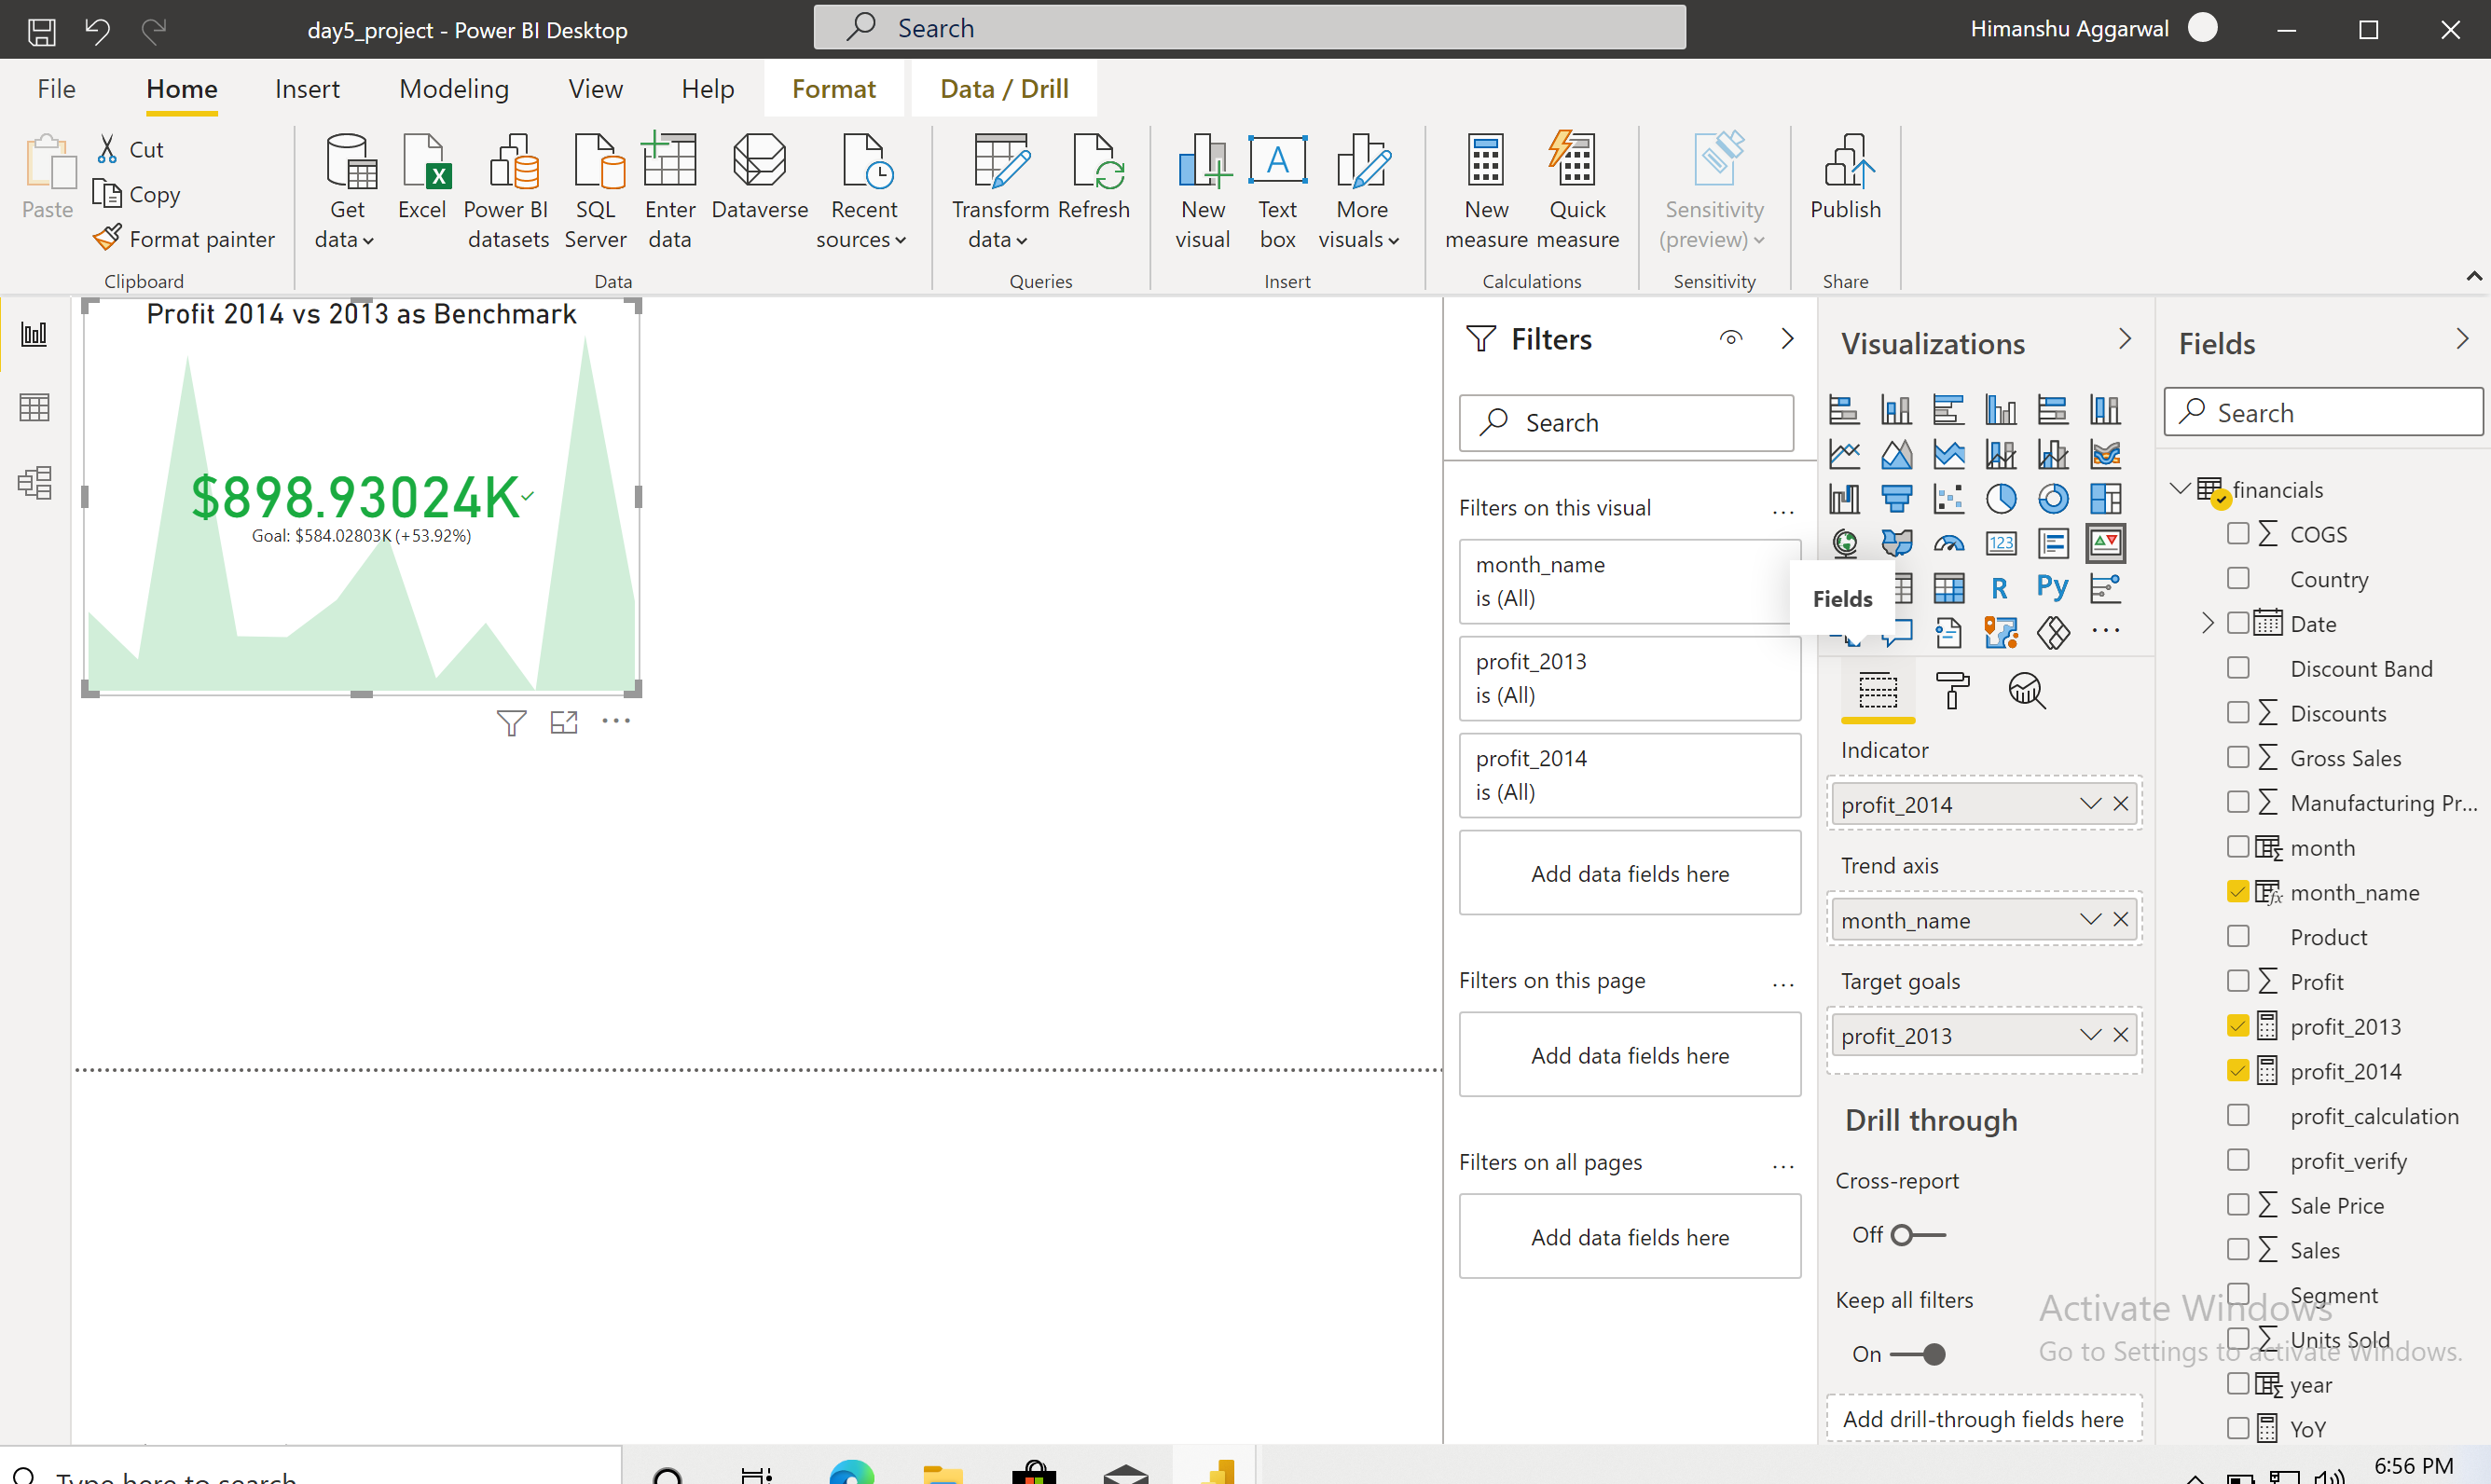 day5_project - Power BI Desktop
Search
Himanshu Aggarwal
File
Home
Insert
Modeling
View
Help
Format
Data / Drill
Paste
Cut
Copy
Format painter
Clipboard
Get data
Excel
Power BI datasets
SQL Server
Enter data
Dataverse
Recent sources
Data
Transform data
Refresh
Queries
New visual
Text box
More visuals
Insert
New measure
Quick measure
Calculations
Sensitivity (preview)
Sensitivity
Publish
Share
Profit 2014 vs 2013 as Benchmark
$898.93024K
Goal: $584.02803K (+53.92%)
Filters
Search
Filters on this visual
month_name
is (All)
profit_2013
is (All)
profit_2014
is (All)
Add data fields here
Filters on this page
Add data fields here
Filters on all pages
Add data fields here
Visualizations
123
R
Py
Fields
Indicator
profit_2014
Trend axis
month_name
Target goals
profit_2013
Drill through
Cross-report
Off
Keep all filters
On
Add drill-through fields here
Fields
Search
financials
COGS
Country
Date
Discount Band
Discounts
Gross Sales
Manufacturing Pr...
month
month_name
Product
Profit
profit_2013
profit_2014
profit_calculation
profit_verify
Sale Price
Sales
Segment
Units Sold
year
YoY
Activate Windows
Go to Settings to activate Windows.
Type here to search
6:56 PM